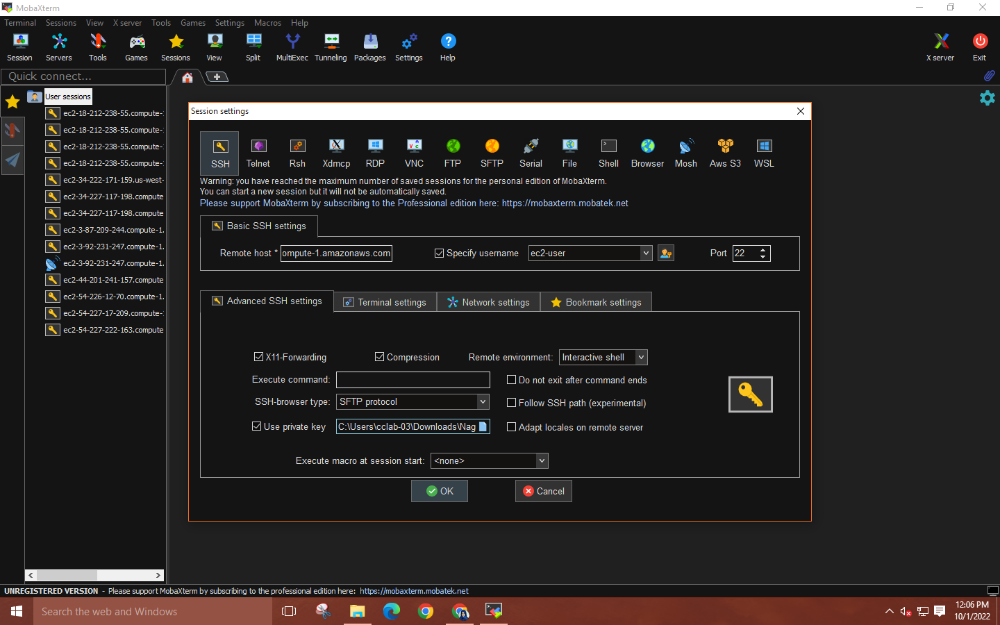 MobaXterm
Terminal Sessions View X server Tools Games Settings Macros Help
Session Servers Tools Games Sessions View Split MultiExec Tunneling Packages Settings Help X server Exit
Quick connect...
User sessions
ec2-18-212-238-55.compute-
ec2-18-212-238-55.compute-
ec2-18-212-238-55.compute-
ec2-18-212-238-55.compute-
ec2-34-222-171-159.us-west-
ec2-34-227-117-198.compute
ec2-34-227-117-198.compute
ec2-3-87-209-244.compute-1.
ec2-3-92-231-247.compute-1.
ec2-3-92-231-247.compute-1.
ec2-44-201-241-157.compute
ec2-54-226-12-70.compute-1.
ec2-54-227-17-209.compute-
ec2-54-227-222-163.compute
Session settings
SSH Telnet Rsh Xdmcp RDP VNC FTP SFTP Serial File Shell Browser Mosh Aws S3 WSL
Warning: you have reached the maximum number of saved sessions for the personal edition of MobaXterm.
You can start a new session but it will not be automatically saved.
Please support MobaXterm by subscribing to the Professional edition here: https://mobaxterm.mobatek.net
Basic SSH settings
Remote host * ompute-1.amazonaws.com Specify username ec2-user Port 22
Advanced SSH settings Terminal settings Network settings Bookmark settings
X11-Forwarding Compression Remote environment: Interactive shell
Execute command: Do not exit after command ends
SSH-browser type: SFTP protocol Follow SSH path (experimental)
Use private key C:\Users\cclab-03\Downloads\Nag Adapt locales on remote server
Execute macro at session start: <none>
OK Cancel
UNREGISTERED VERSION - Please support MobaXterm by subscribing to the professional edition here: https://mobaxterm.mobatek.net
Search the web and Windows
12:06 PM
10/1/2022